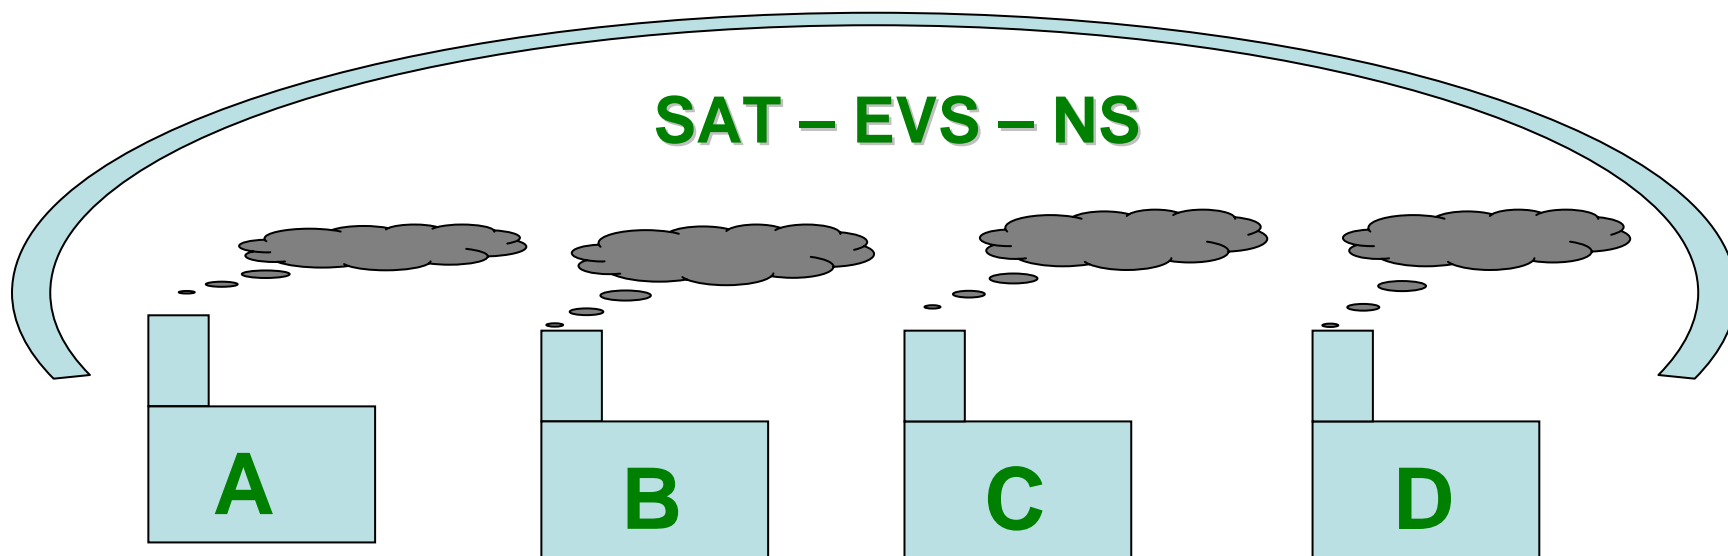 SAT – EVS – NS
A B C D